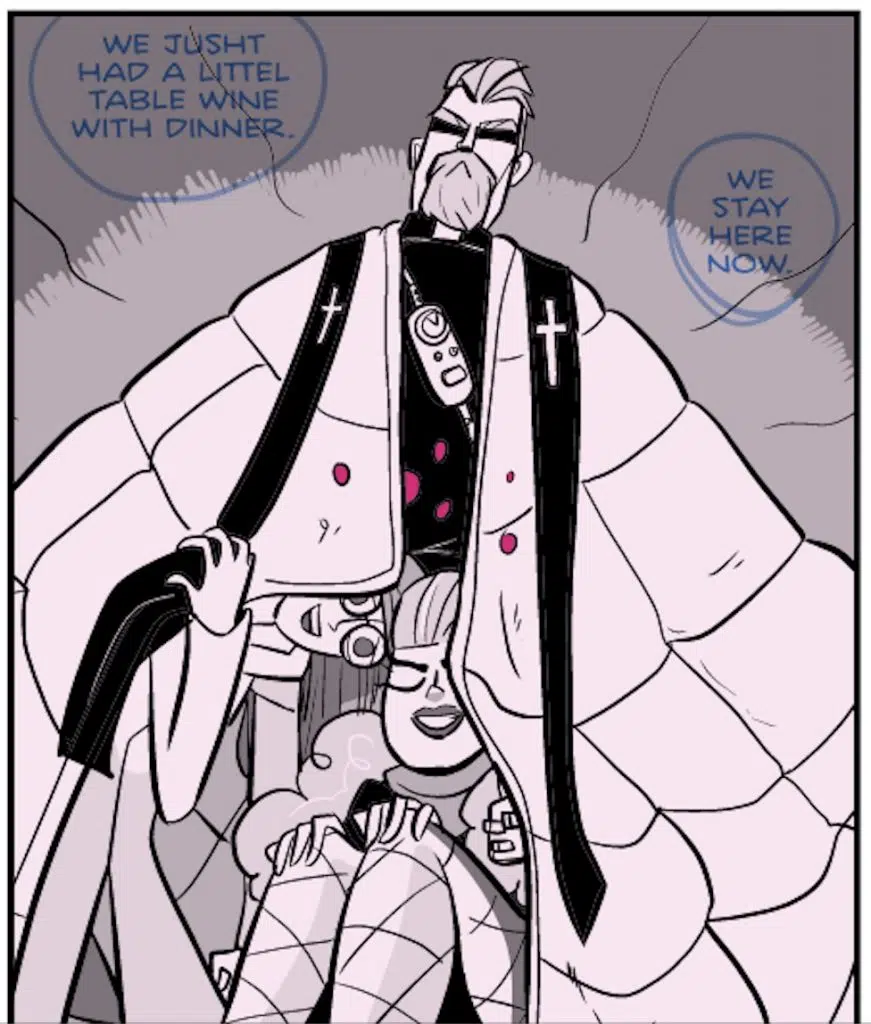 WE JUSHT
HAD A LITTEL
TABLE WINE
WITH DINNER.
WE
STAY
HERE
NOW.